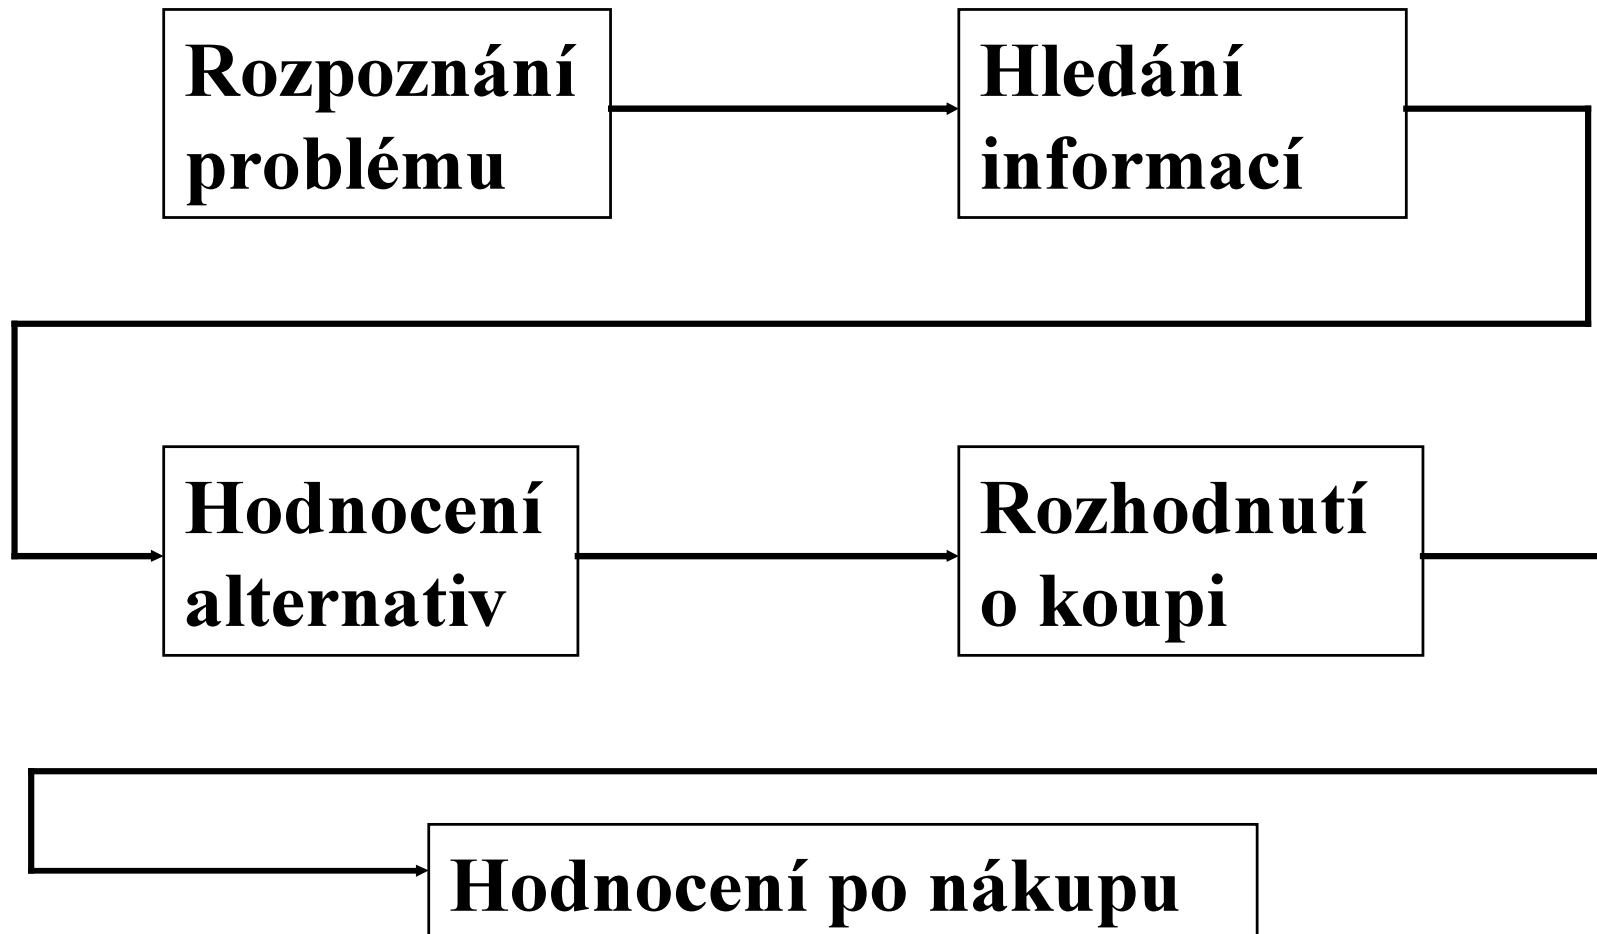 Rozpoznání
problému
Hledání
informací
Hodnocení
alternativ
Rozhodnutí
o koupi
Hodnocení po nákupu